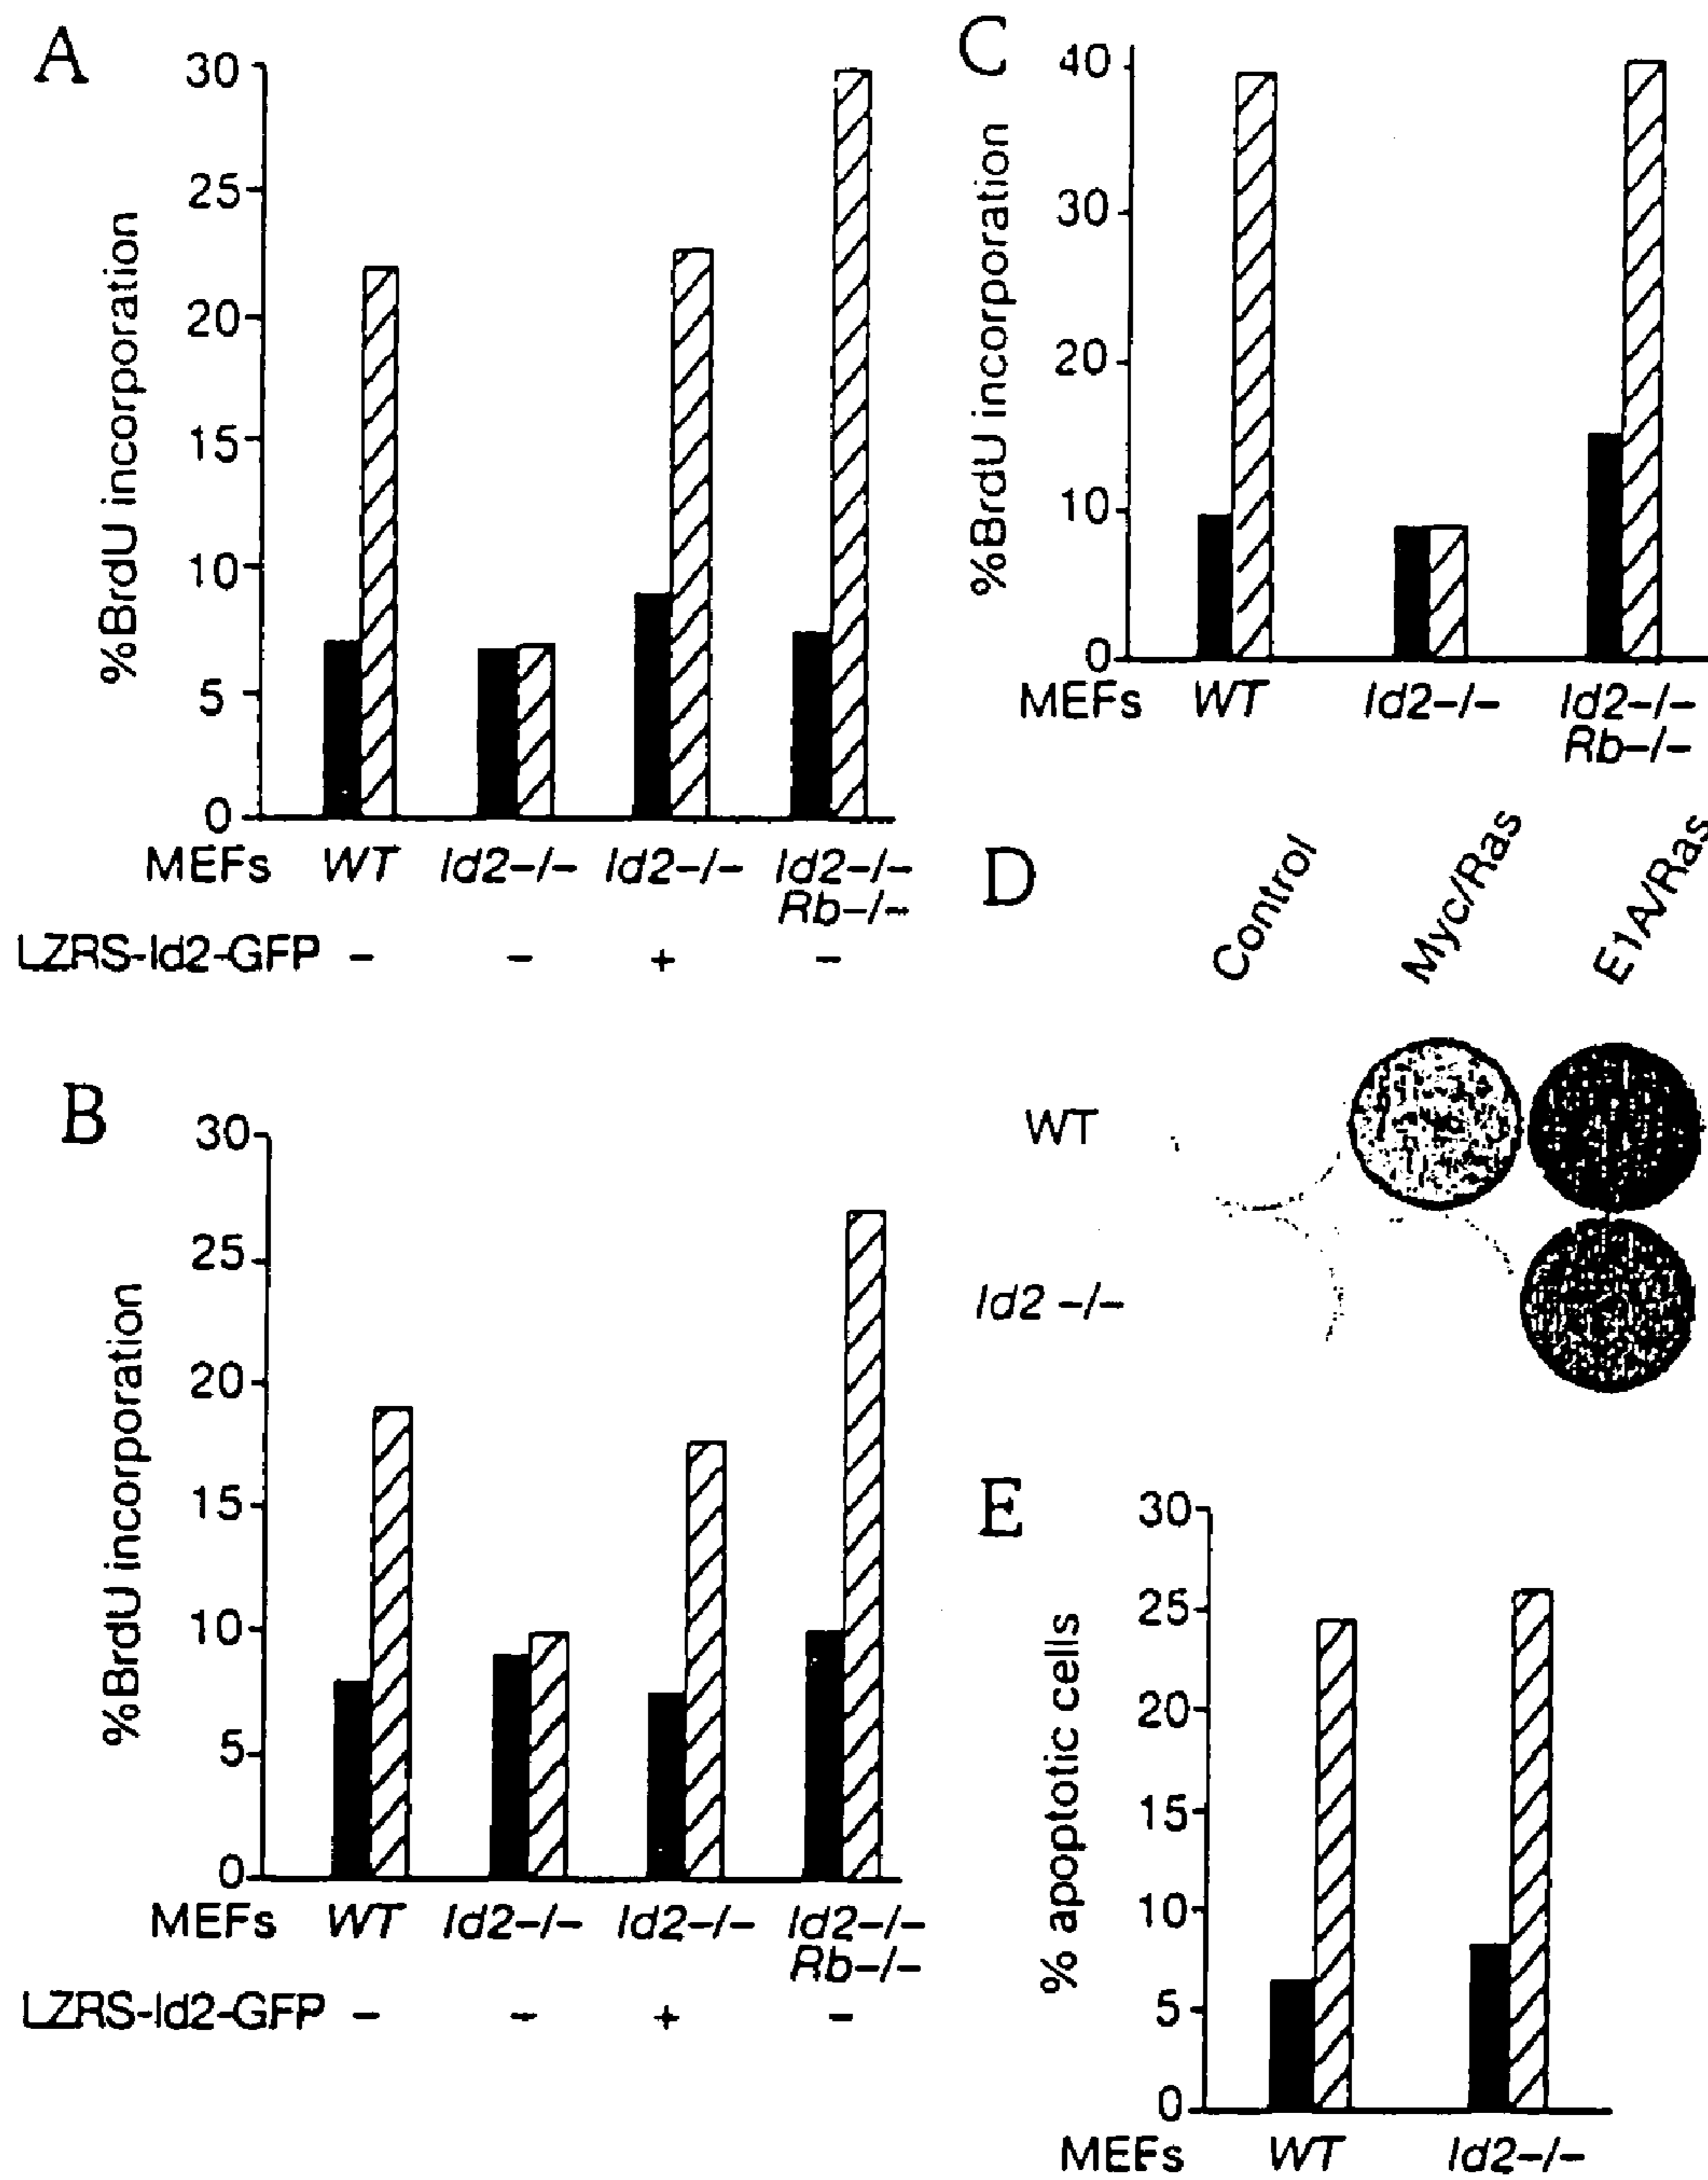 A
%BrdU incorporation
30
25
20
15
10
5
0
MEFs WT Id2-/- Id2-/- Id2-/-
Rb-/-
LZRS-Id2-GFP - - + -
B
%BrdU incorporation
30
25
20
15
10
5
0
MEFs WT Id2-/- Id2-/- Id2-/-
Rb-/-
LZRS-Id2-GFP - - + -
C
%BrdU incorporation
40
30
20
10
0
MEFs WT Id2-/- Id2-/-
Rb-/-
D
Control Myc/Ras E1A/Ras
WT
Id2 -/-
E
% apoptotic cells
30
25
20
15
10
5
0
MEFs WT Id2-/-